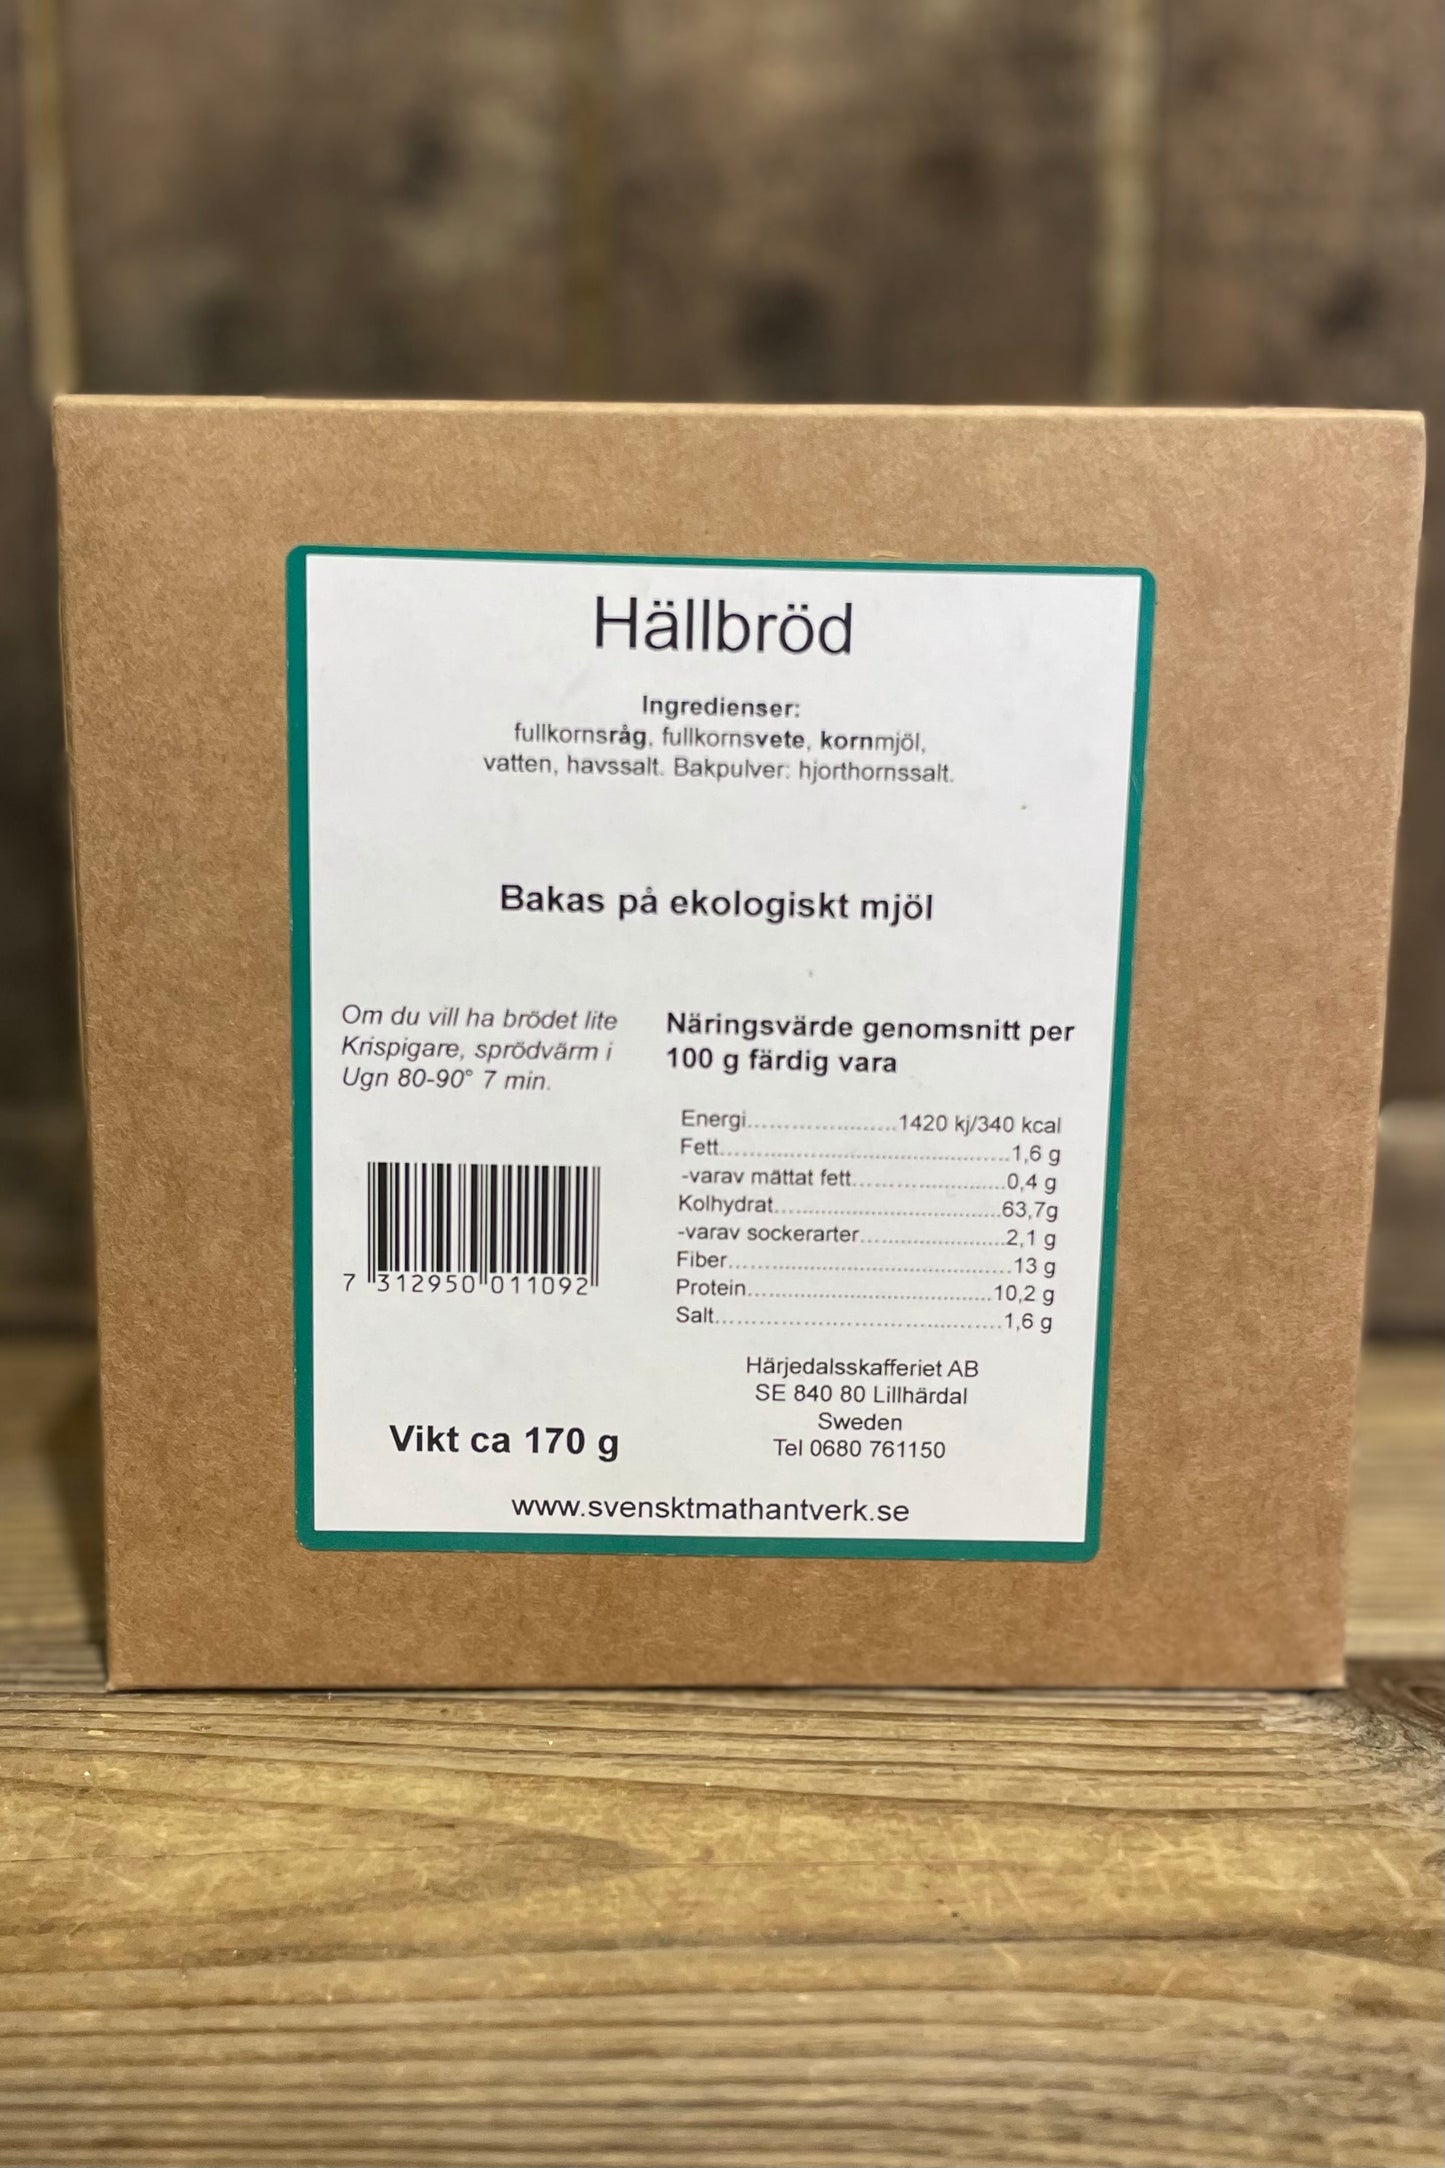 Hällbröd
Ingredienser:
fullkornsråg, fullkornsvete, kornmjöl,
vatten, havssalt. Bakpulver: hjorthornssalt.
Bakas på ekologiskt mjöl
Om du vill ha brödet lite
Krispigare, sprödvärm i
Ugn 80-90° 7 min.
7 312950 011092
Vikt ca 170 g
Näringsvärde genomsnitt per
100 g färdig vara
Energi.....................1420 kj/340 kcal
Fett.........................................1,6 g
-varav mättat fett......................0,4 g
Kolhydrat................................63,7g
-varav sockerarter....................2,1 g
Fiber........................................13 g
Protein..................................10,2 g
Salt........................................1,6 g
Härjedalsskafferiet AB
SE 840 80 Lillhärdal
Sweden
Tel 0680 761150
www.svensktmathantverk.se